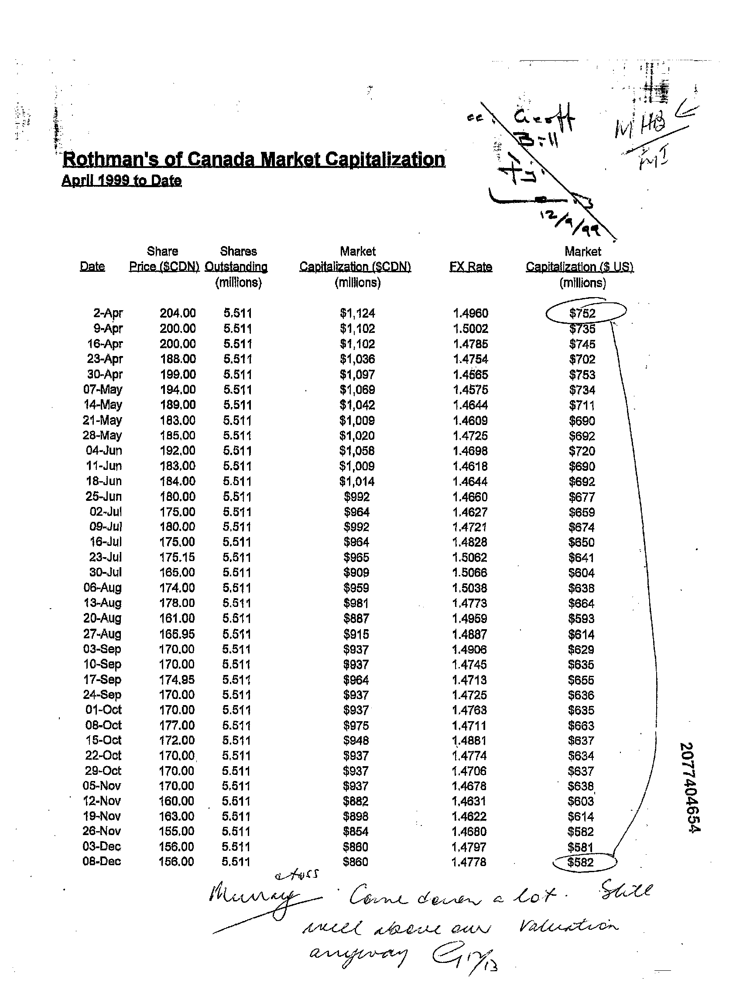 cc: Geoff
Bill
MHB
MI
12/9/99
Rothman's of Canada Market Capitalization
April 1999 to Date
Share Shares Market Market
Date Price ($CDN) Outstanding Capitalization ($CDN) FX Rate Capitalization ($ US)
(millions) (millions) (millions)
2-Apr 204.00 5.511 $1,124 1.4960 $752
9-Apr 200.00 5.511 $1,102 1.5002 $735
16-Apr 200.00 5.511 $1,102 1.4785 $745
23-Apr 188.00 5.511 $1,036 1.4754 $702
30-Apr 199.00 5.511 $1,097 1.4565 $753
07-May 194.00 5.511 $1,069 1.4575 $734
14-May 189.00 5.511 $1,042 1.4644 $711
21-May 183.00 5.511 $1,009 1.4609 $690
28-May 185.00 5.511 $1,020 1.4725 $692
04-Jun 192.00 5.511 $1,058 1.4698 $720
11-Jun 183.00 5.511 $1,009 1.4618 $690
18-Jun 184.00 5.511 $1,014 1.4644 $692
25-Jun 180.00 5.511 $992 1.4660 $677
02-Jul 175.00 5.511 $964 1.4627 $659
09-Jul 180.00 5.511 $992 1.4721 $674
16-Jul 175.00 5.511 $964 1.4828 $650
23-Jul 175.15 5.511 $965 1.5062 $641
30-Jul 165.00 5.511 $909 1.5066 $604
06-Aug 174.00 5.511 $959 1.5038 $638
13-Aug 178.00 5.511 $981 1.4773 $664
20-Aug 161.00 5.511 $887 1.4959 $593
27-Aug 165.95 5.511 $915 1.4887 $614
03-Sep 170.00 5.511 $937 1.4906 $629
10-Sep 170.00 5.511 $937 1.4745 $635
17-Sep 174.95 5.511 $964 1.4713 $655
24-Sep 170.00 5.511 $937 1.4725 $636
01-Oct 170.00 5.511 $937 1.4763 $635
08-Oct 177.00 5.511 $975 1.4711 $663
15-Oct 172.00 5.511 $948 1.4881 $637
22-Oct 170.00 5.511 $937 1.4774 $634
29-Oct 170.00 5.511 $937 1.4706 $637
05-Nov 170.00 5.511 $937 1.4678 $638
12-Nov 160.00 5.511 $882 1.4631 $603
19-Nov 163.00 5.511 $898 1.4622 $614
26-Nov 155.00 5.511 $854 1.4680 $582
03-Dec 156.00 5.511 $860 1.4797 $581
08-Dec 156.00 5.511 $860 1.4778 $582
2077404654
Murray - Come down a lot. Still
well above our valuation
anyway